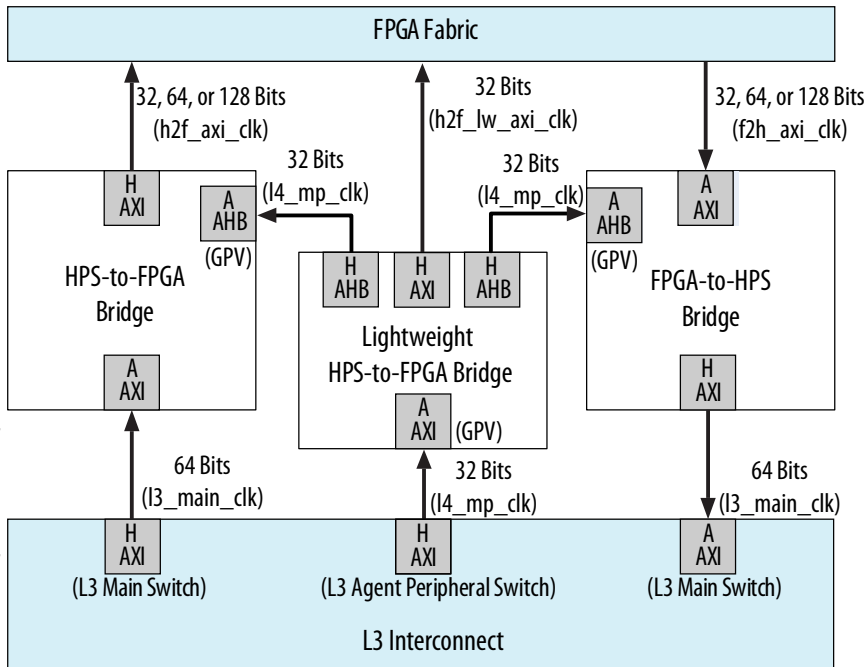 FPGA Fabric
32, 64, or 128 Bits
(h2f_axi_clk)
32 Bits
(h2f_lw_axi_clk)
32, 64, or 128 Bits
(f2h_axi_clk)
32 Bits
(l4_mp_clk)
32 Bits
(l4_mp_clk)
H
AXI
A
AHB
(GPV)
HPS-to-FPGA
Bridge
A
AXI
H
AHB
H
AXI
H
AHB
Lightweight
HPS-to-FPGA Bridge
A
AXI
(GPV)
A
AHB
(GPV)
A
AXI
FPGA-to-HPS
Bridge
H
AXI
64 Bits
(l3_main_clk)
32 Bits
(l4_mp_clk)
64 Bits
(l3_main_clk)
H
AXI
(L3 Main Switch)
H
AXI
(L3 Agent Peripheral Switch)
A
AXI
(L3 Main Switch)
L3 Interconnect